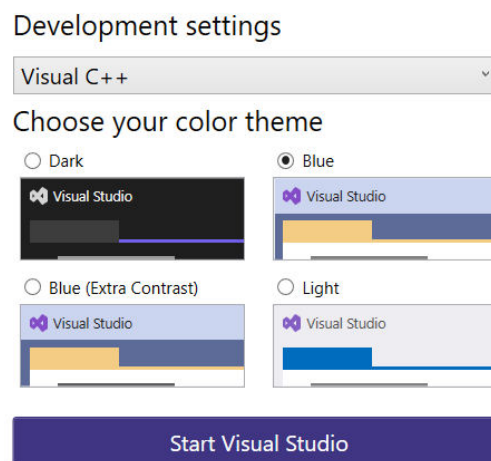 Development settings
Visual C++
Choose your color theme
Dark
Blue
Visual Studio
Visual Studio
Blue (Extra Contrast)
Light
Visual Studio
Visual Studio
Start Visual Studio